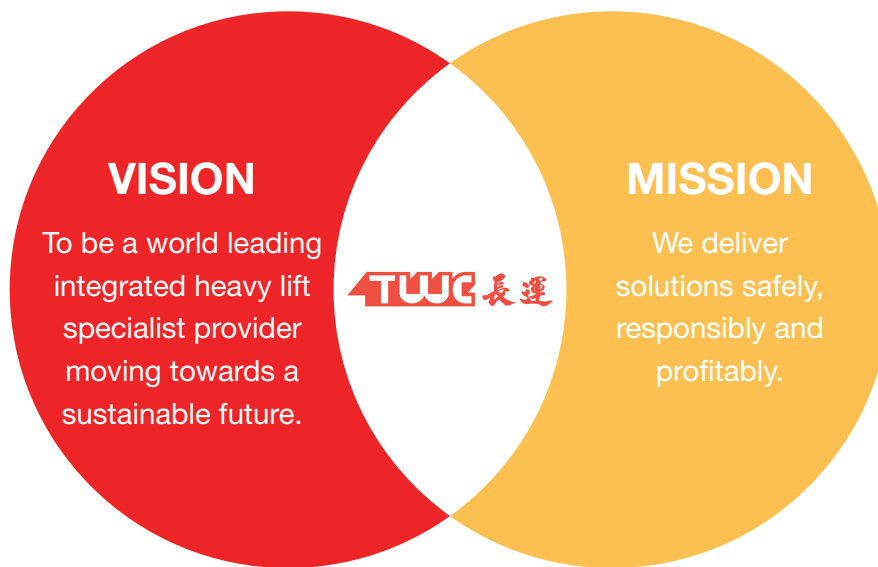 VISION
To be a world leading
integrated heavy lift
specialist provider
moving towards a
sustainable future.
TWC 長運
MISSION
We deliver
solutions safely,
responsibly and
profitably.